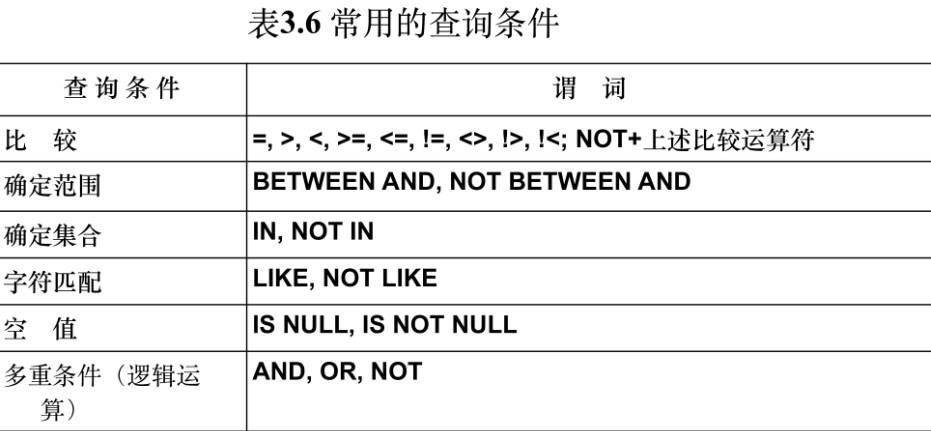 表3.6 常用的查询条件
查询条件 谓 词
比 较 =, >, <, >=, <=, !=, <>, !>, !<; NOT+上述比较运算符
确定范围 BETWEEN AND, NOT BETWEEN AND
确定集合 IN, NOT IN
字符匹配 LIKE, NOT LIKE
空 值 IS NULL, IS NOT NULL
多重条件（逻辑运 AND, OR, NOT
算）